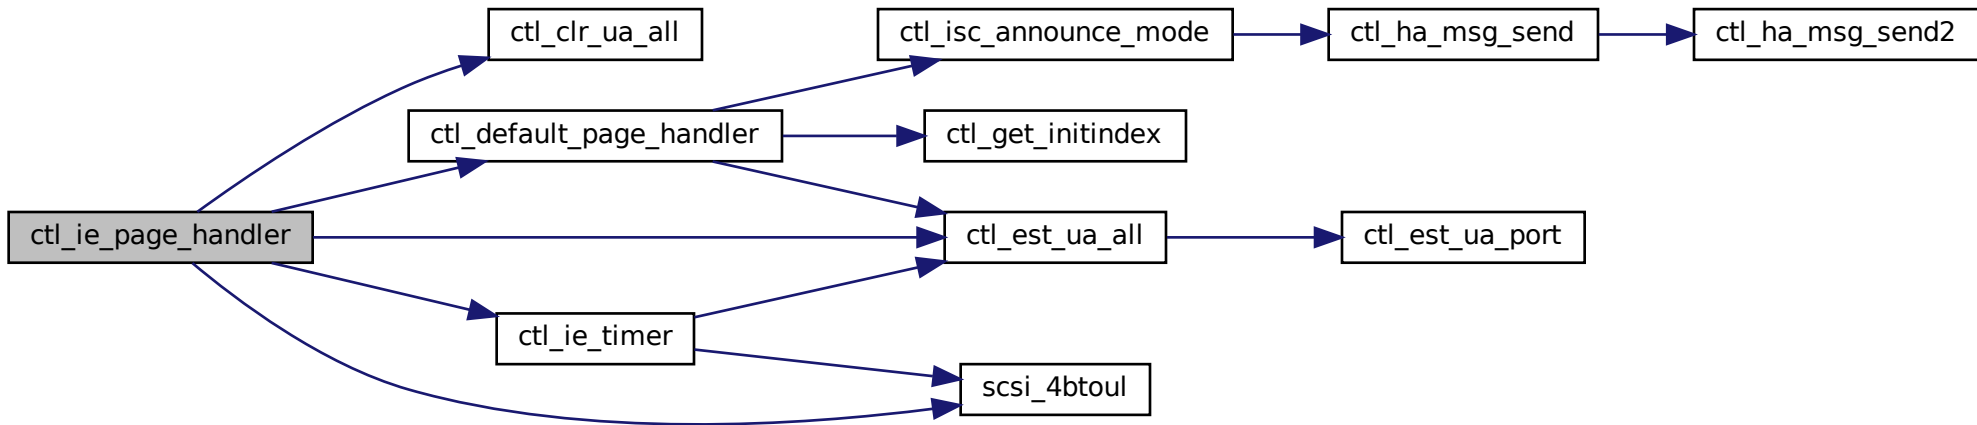 ctl_clr_ua_all
ctl_isc_announce_mode
ctl_ha_msg_send
ctl_ha_msg_send2
ctl_default_page_handler
ctl_get_initindex
ctl_ie_page_handler
ctl_est_ua_all
ctl_est_ua_port
ctl_ie_timer
scsi_4btoul